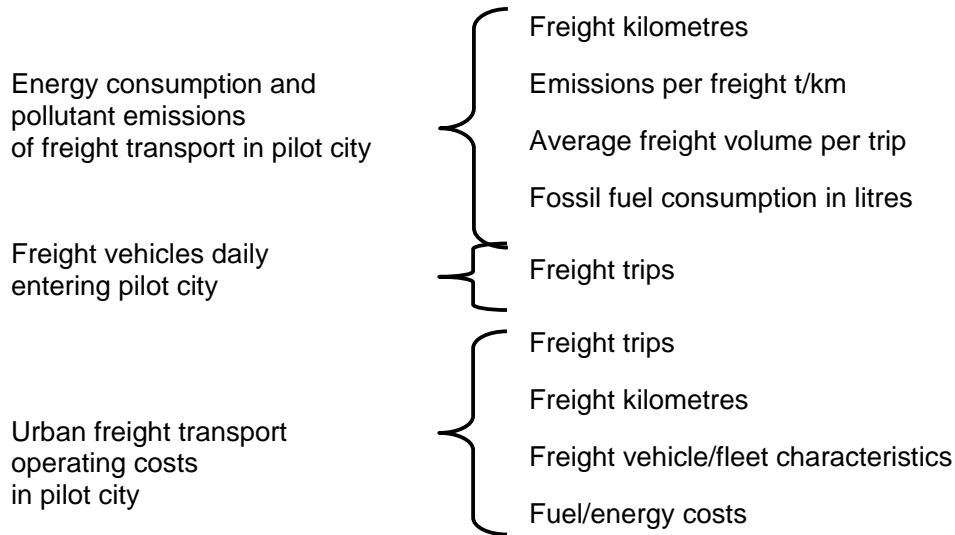 Energy consumption and
pollutant emissions
of freight transport in pilot city
Freight kilometres
Emissions per freight t/km
Average freight volume per trip
Fossil fuel consumption in litres
Freight vehicles daily
entering pilot city
Freight trips
Urban freight transport
operating costs
in pilot city
Freight trips
Freight kilometres
Freight vehicle/fleet characteristics
Fuel/energy costs